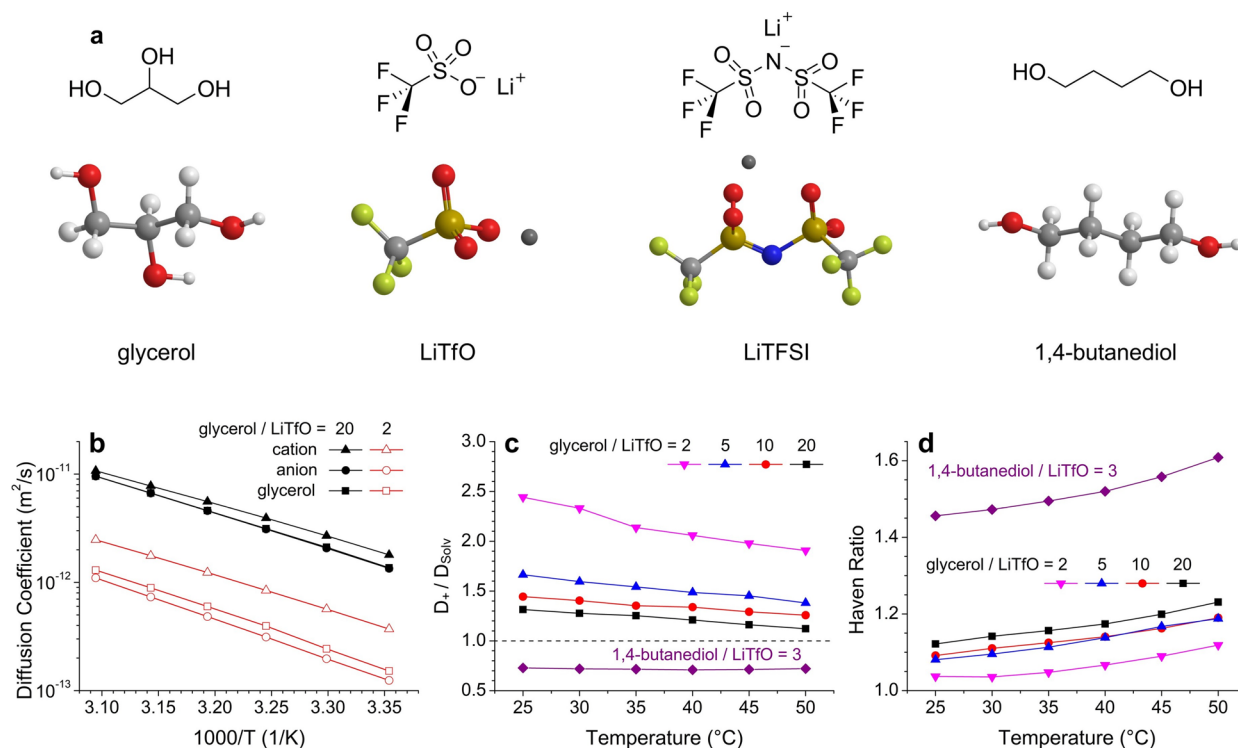 a
OH
HO
OH
O
O
S
O−
Li+
F
F
F
Li+
O
N−
O
S
S
O
O
F
F
F
F
F
F
HO
OH
glycerol
LiTfO
LiTFSI
1,4-butanediol
b
glycerol / LiTfO = 20 2
cation
anion
glycerol
10-11
10-12
10-13
Diffusion Coefficient (m2/s)
3.10 3.15 3.20 3.25 3.30 3.35
1000/T (1/K)
c
glycerol / LiTfO = 2 5 10 20
3.0
2.5
2.0
1.5
1.0
0.5
D+ / DSolv
1,4-butanediol / LiTfO = 3
25 30 35 40 45 50
Temperature (°C)
d
1,4-butanediol / LiTfO = 3
glycerol / LiTfO = 2 5 10 20
1.6
1.4
1.2
1.0
Haven Ratio
25 30 35 40 45 50
Temperature (°C)